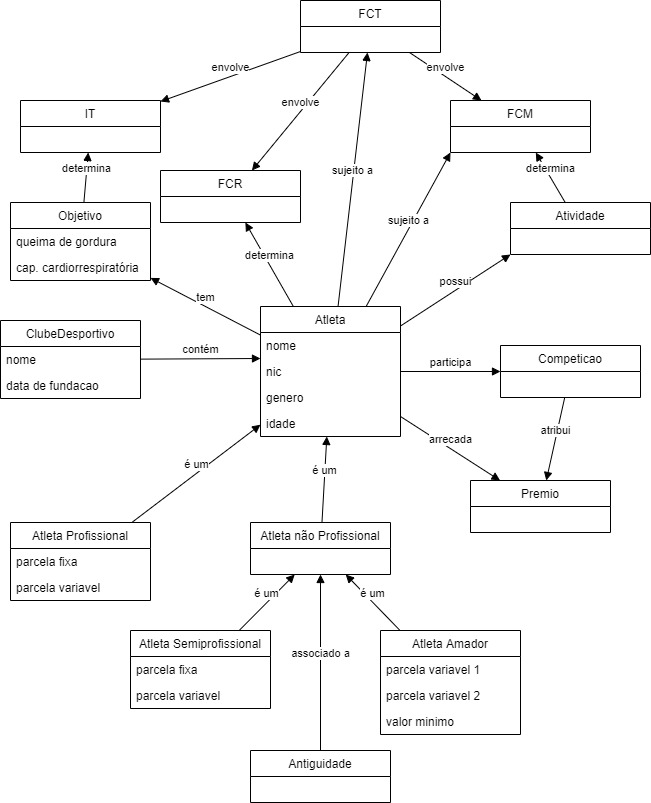 FCT
envolve
envolve
envolve
IT
FCM
determina
sujeito a
determina
FCR
Objetivo
queima de gordura
cap. cardiorrespiratória
sujeito a
Atividade
determina
possui
tem
Atleta
nome
nic
genero
idade
ClubeDesportivo
nome
data de fundacao
contém
participa
Competicao
arrecada
atribui
é um
é um
Premio
Atleta Profissional
parcela fixa
parcela variavel
Atleta não Profissional
é um
é um
associado a
Atleta Semiprofissional
parcela fixa
parcela variavel
Atleta Amador
parcela variavel 1
parcela variavel 2
valor minimo
Antiguidade